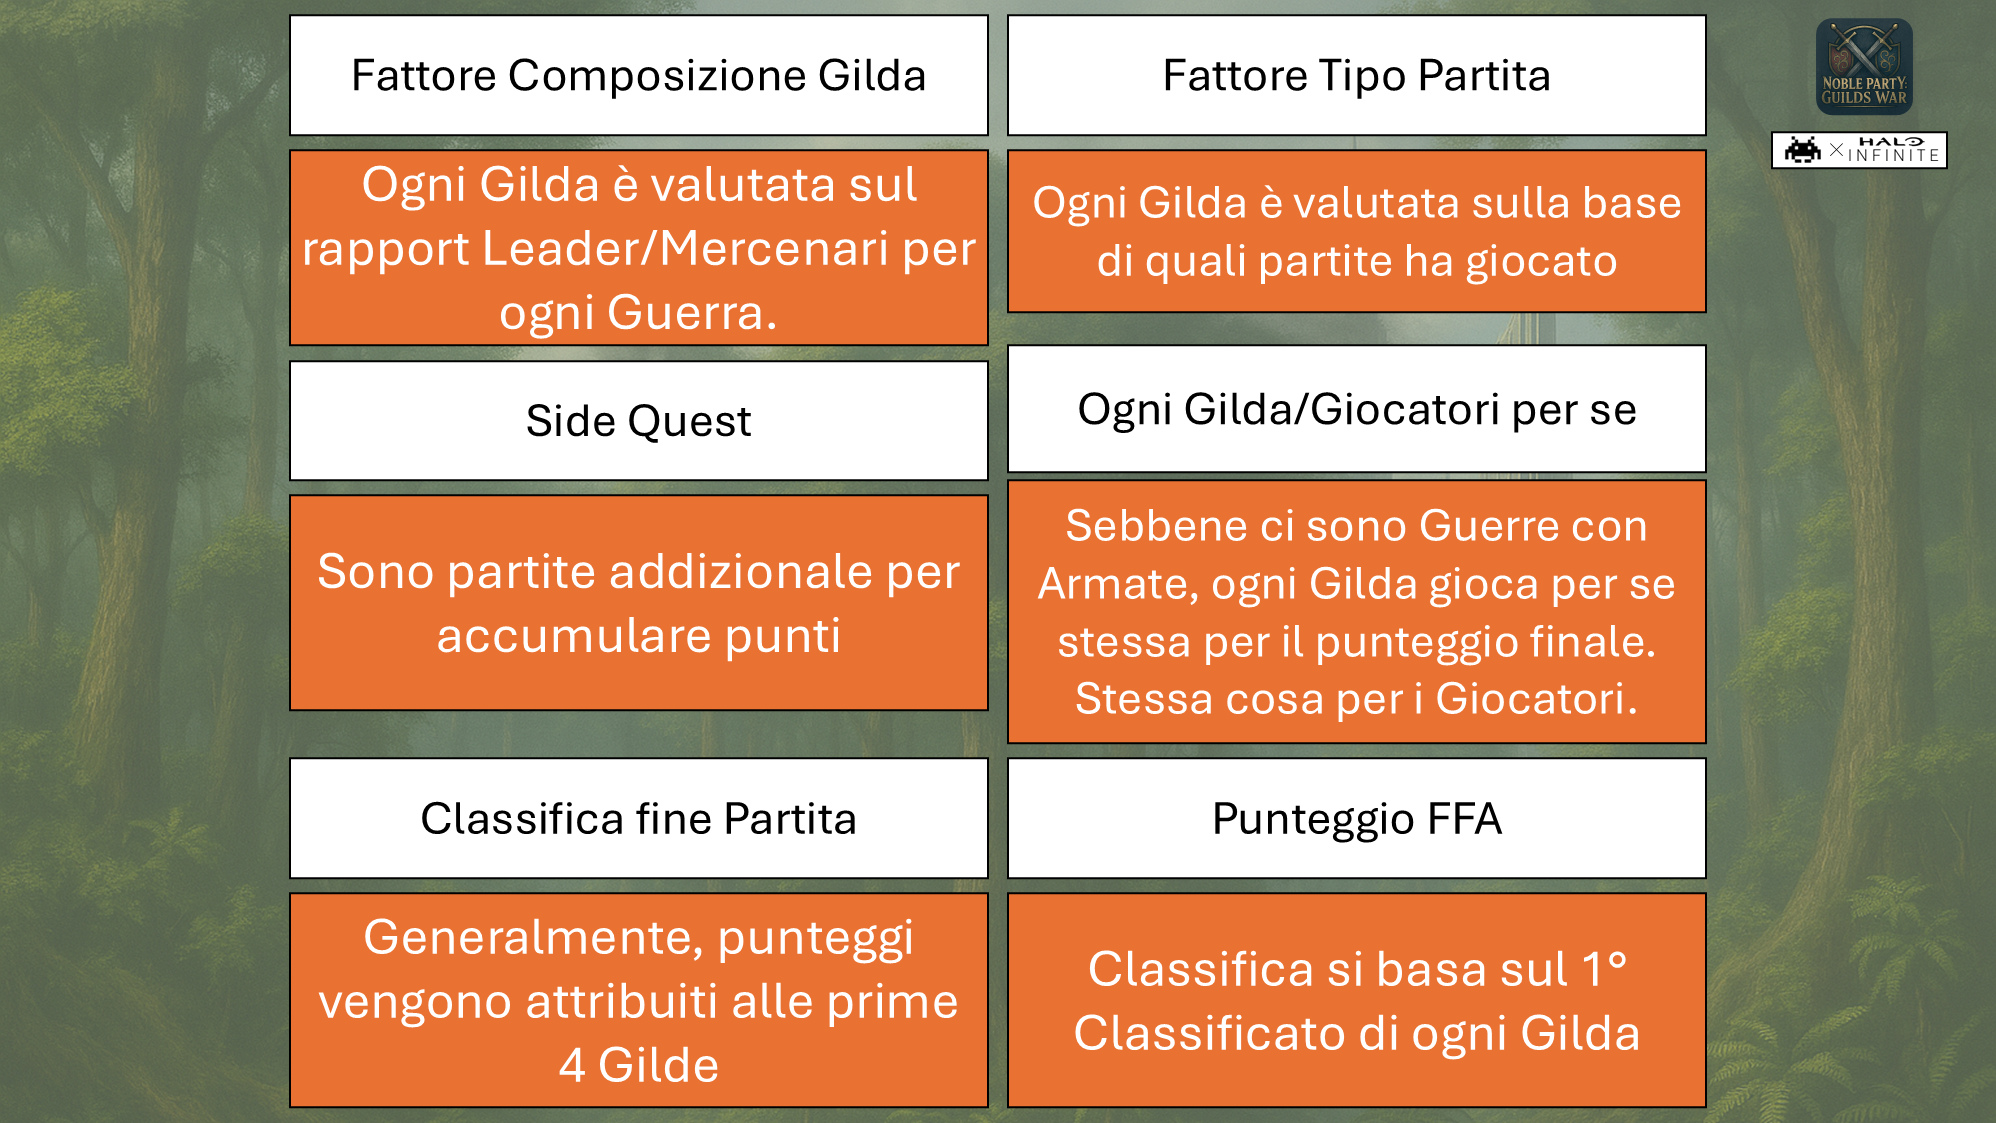 Fattore Composizione Gilda
Ogni Gilda è valutata sul
rapport Leader/Mercenari per
ogni Guerra.
Side Quest
Sono partite addizionale per
accumulare punti
Classifica fine Partita
Generalmente, punteggi
vengono attribuiti alle prime
4 Gilde
Fattore Tipo Partita
Ogni Gilda è valutata sulla base
di quali partite ha giocato
Ogni Gilda/Giocatori per se
Sebbene ci sono Guerre con
Armate, ogni Gilda gioca per se
stessa per il punteggio finale.
Stessa cosa per i Giocatori.
Punteggio FFA
Classifica si basa sul 1°
Classificato di ogni Gilda
NOBLE PARTY:
GUILDS WAR
× HALO
INFINITE